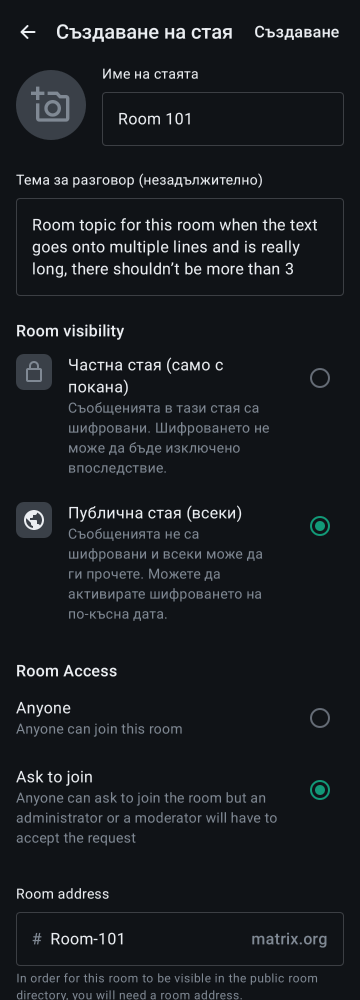 Създаване на стая
Създаване
Име на стаята
Room 101
Тема за разговор (незадължително)
Room topic for this room when the text
goes onto multiple lines and is really
long, there shouldn’t be more than 3
Room visibility
Частна стая (само с
покана)
Съобщенията в тази стая са
шифровани. Шифроването не
може да бъде изключено
впоследствие.
Публична стая (всеки)
Съобщенията не са
шифровани и всеки може да
ги прочете. Можете да
активирате шифроването на
по-късна дата.
Room Access
Anyone
Anyone can join this room
Ask to join
Anyone can ask to join the room but an
administrator or a moderator will have to
accept the request
Room address
# Room-101 matrix.org
In order for this room to be visible in the public room
directory, you will need a room address.